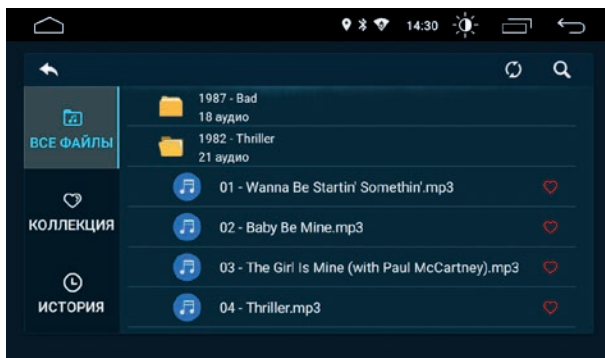 14:30
1987 - Bad
18 аудио
1982 - Thriller
21 аудио
ВСЕ ФАЙЛЫ
01 - Wanna Be Startin' Somethin'.mp3
КОЛЛЕКЦИЯ
02 - Baby Be Mine.mp3
03 - The Girl Is Mine (with Paul McCartney).mp3
ИСТОРИЯ
04 - Thriller.mp3